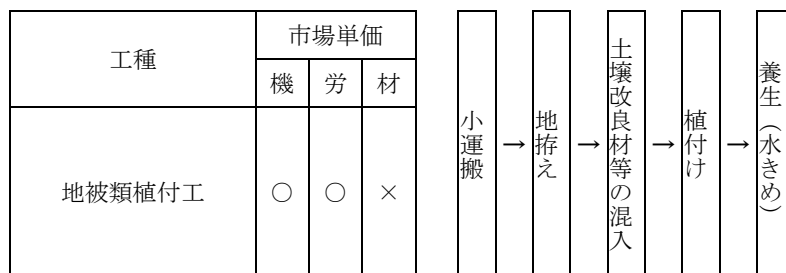 工種
市場単価
機 労 材
地被類植付工 ○ ○ ×
小運搬
→
地拵え
→
土壌改良材等の混入
→
植付け
→
養生（水きめ）